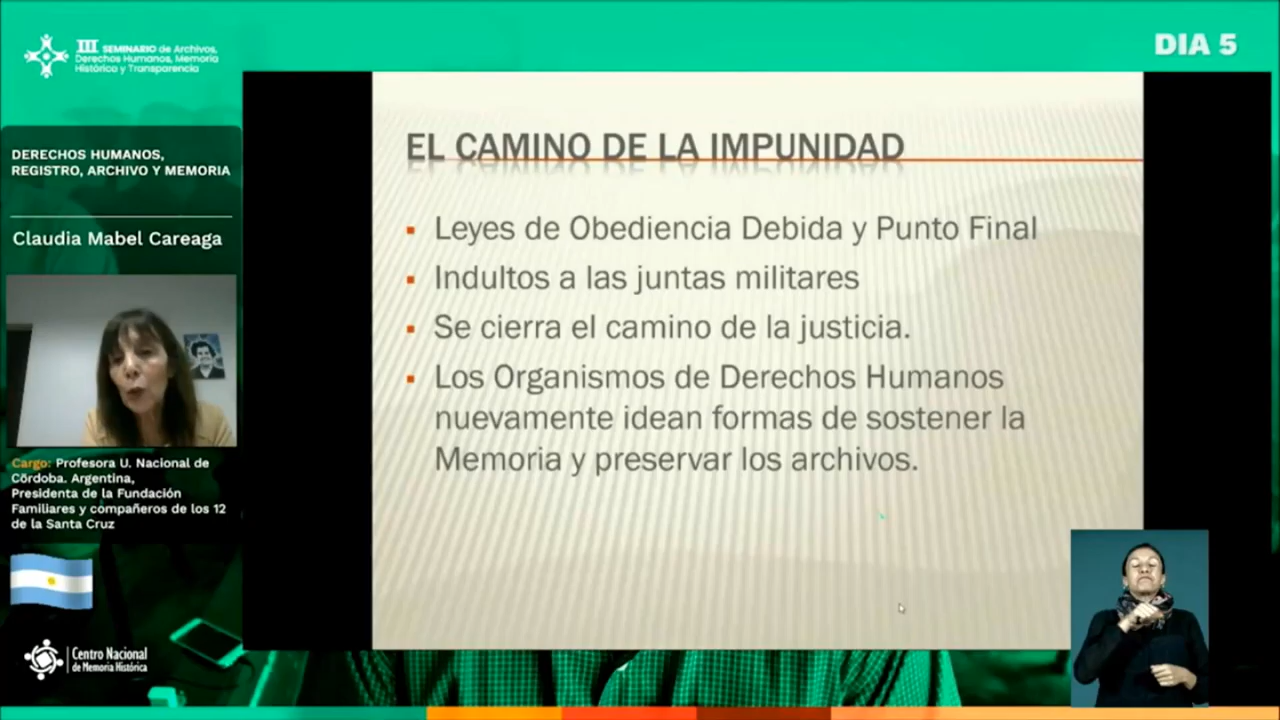 III SEMINARIO de Archivos,
Derechos Humanos, Memoria
Histórica y Transparencia
DIA 5
DERECHOS HUMANOS,
REGISTRO, ARCHIVO Y MEMORIA
Claudia Mabel Careaga
Cargo: Profesora U. Nacional de
Córdoba. Argentina,
Presidenta de la Fundación
Familiares y compañeros de los 12
de la Santa Cruz
Centro Nacional
de Memoria Histórica
EL CAMINO DE LA IMPUNIDAD
Leyes de Obediencia Debida y Punto Final
Indultos a las juntas militares
Se cierra el camino de la justicia.
Los Organismos de Derechos Humanos
nuevamente idean formas de sostener la
Memoria y preservar los archivos.